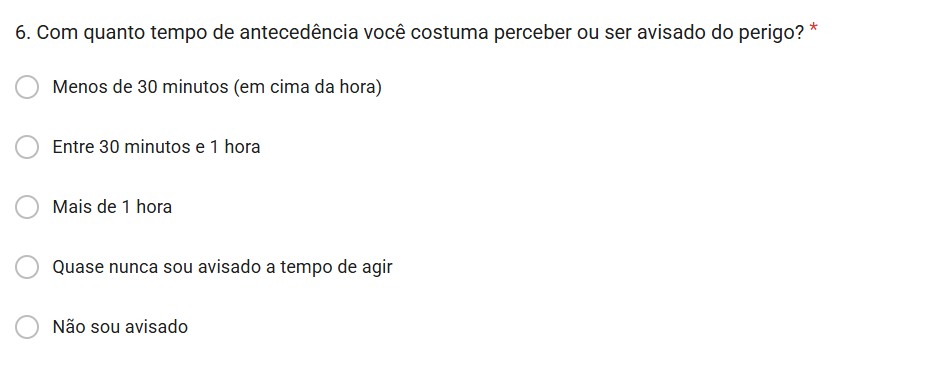 6. Com quanto tempo de antecedência você costuma perceber ou ser avisado do perigo? *
Menos de 30 minutos (em cima da hora)
Entre 30 minutos e 1 hora
Mais de 1 hora
Quase nunca sou avisado a tempo de agir
Não sou avisado